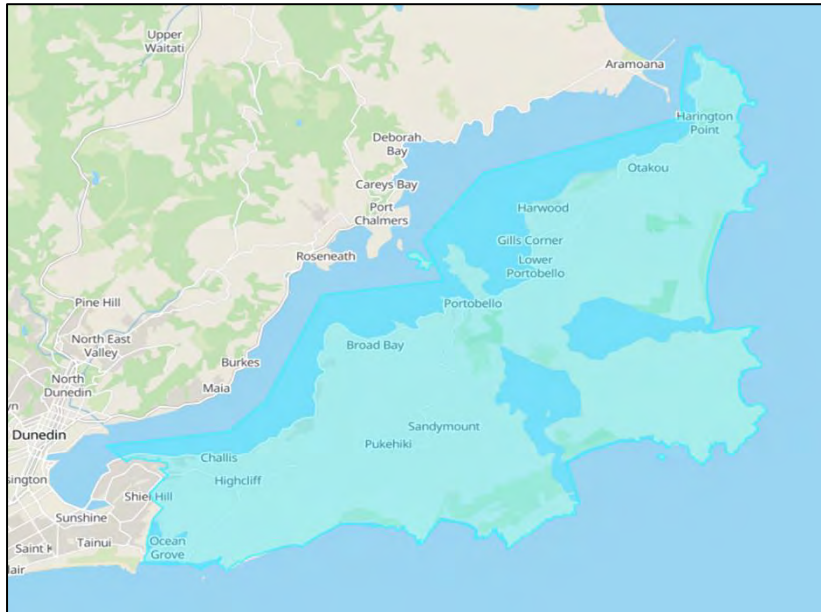 Upper
Waitati
Aramoana
Harington
Point
Deborah
Bay
Otakou
Careys Bay
Port
Chalmers
Harwood
Gills Corner
Roseneath
Lower
Portobello
Pine Hill
Portobello
North East
Valley
Broad Bay
Burkes
North
Dunedin
Maia
Dunedin
Sandymount
Pukehiki
Challis
Highcliff
Shiel Hill
Sunshine
Ocean
Grove
Tainui
Saint K